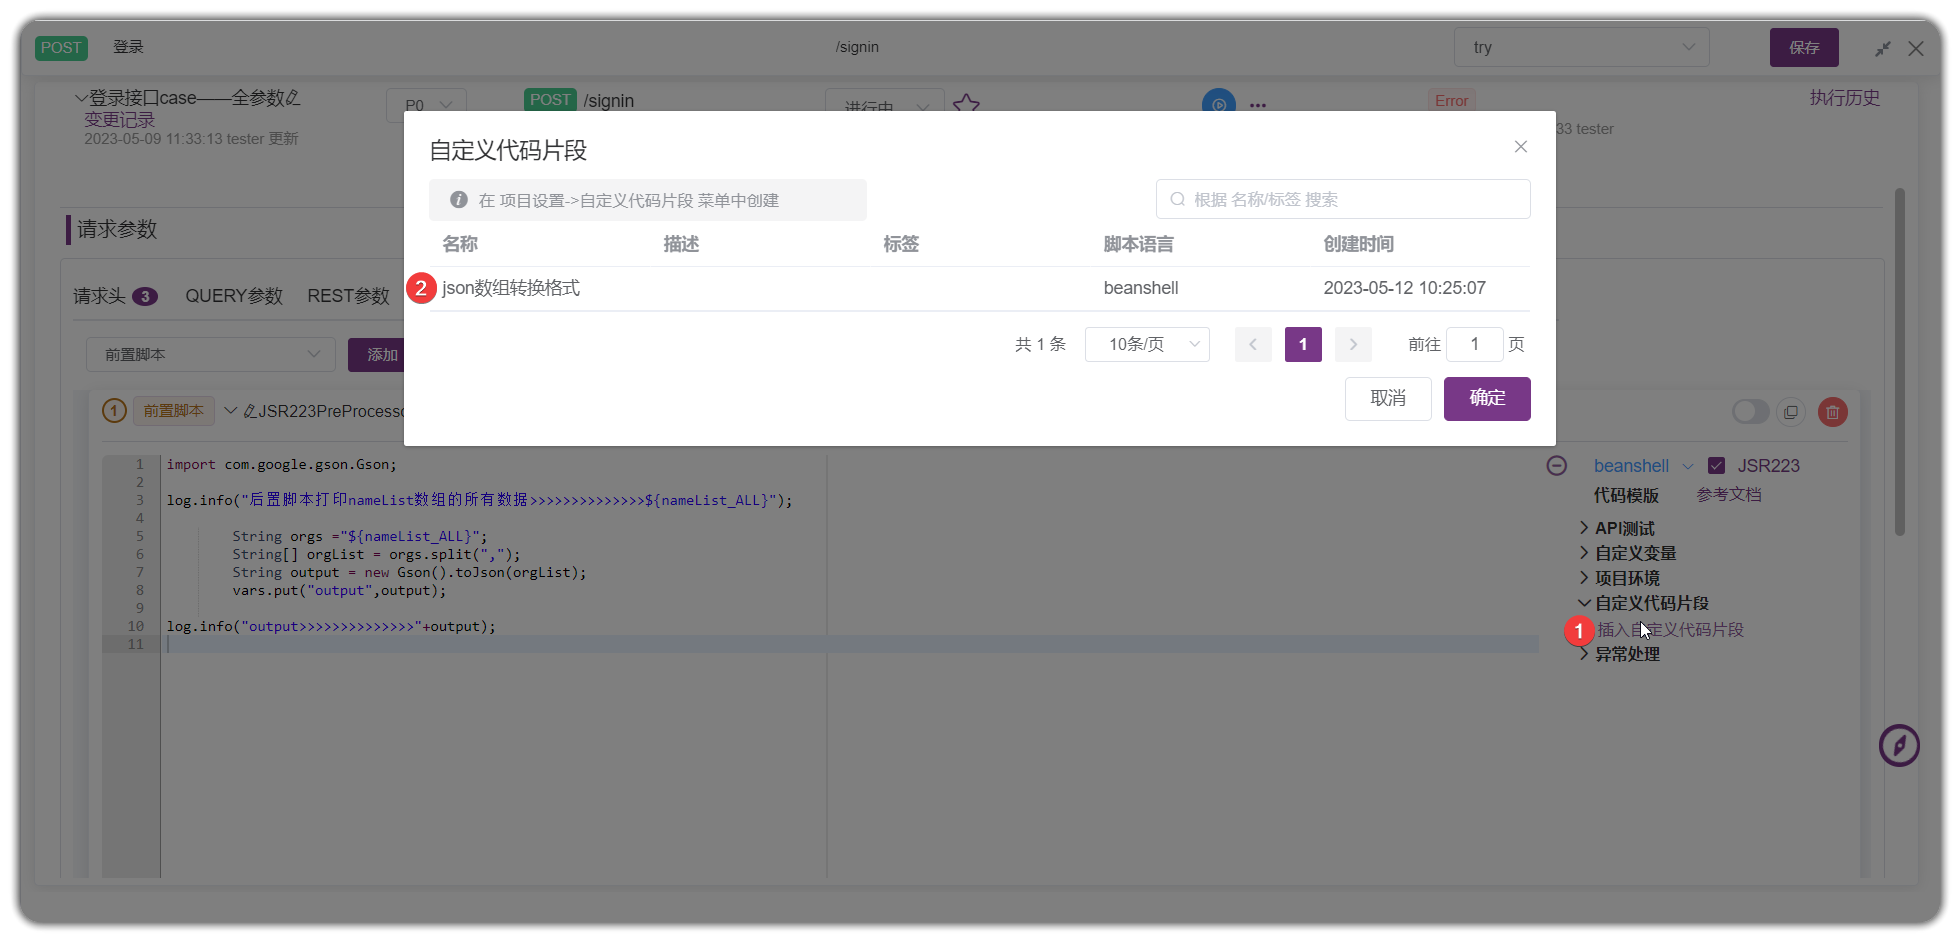 POST 登录 /signin try 保存
登录接口case——全参数 P0 POST /signin 进行中 Error 执行历史
变更记录
2023-05-09 11:33:13 tester 更新 33 tester
自定义代码片段
在 项目设置->自定义代码片段 菜单中创建 根据 名称/标签 搜索
名称 描述 标签 脚本语言 创建时间
2 json数组转换格式 beanshell 2023-05-12 10:25:07
共 1 条 10条/页 1 前往 1 页
取消 确定
请求参数
请求头 3 QUERY参数 REST参数
前置脚本 添加
1 前置脚本 JSR223PreProcesso
1 import com.google.gson.Gson;
2
3 log.info("后置脚本打印nameList数组的所有数据>>>>>>>>>>>>>>${nameList_ALL}");
4
5 String orgs ="${nameList_ALL}";
6 String[] orgList = orgs.split(",");
7 String output = new Gson().toJson(orgList);
8 vars.put("output",output);
9
10 log.info("output>>>>>>>>>>>>>>"+output);
11
beanshell JSR223
代码模版 参考文档
API测试
自定义变量
项目环境
自定义代码片段
1 插入自定义代码片段
异常处理